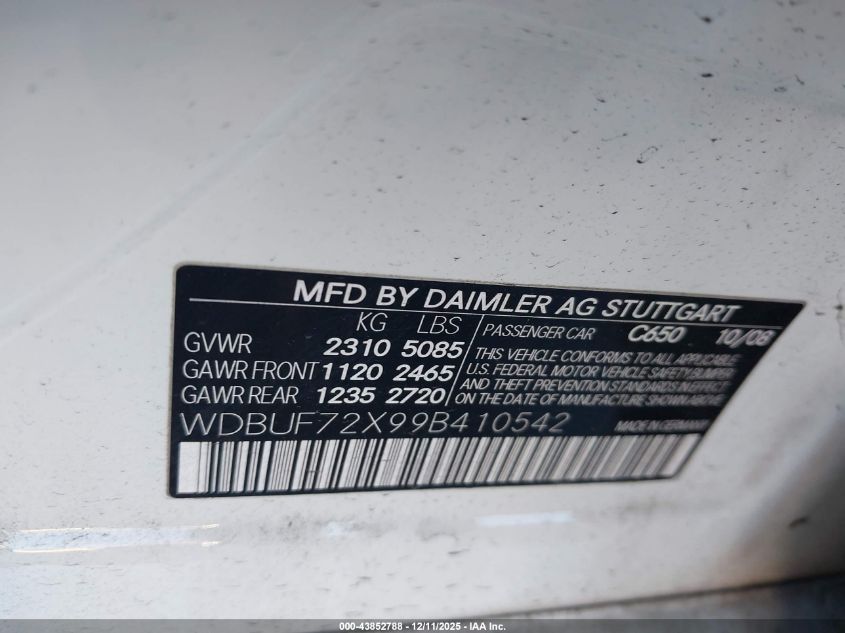 MFD BY DAIMLER AG STUTTGART
KG LBS
GVWR 2310 5085
GAWR FRONT 1120 2465
GAWR REAR 1235 2720
PASSENGER CAR C650 10/08
THIS VEHICLE CONFORMS TO ALL APPLICABLE
U.S. FEDERAL MOTOR VEHICLE SAFETY, BUMPER
AND THEFT PREVENTION STANDARDS IN EFFECT
ON THE DATE OF MANUFACTURE SHOWN ABOVE.
WDBUF72X99B410542
MADE IN GERMANY
000-43852788 - 12/11/2025 - IAA Inc.